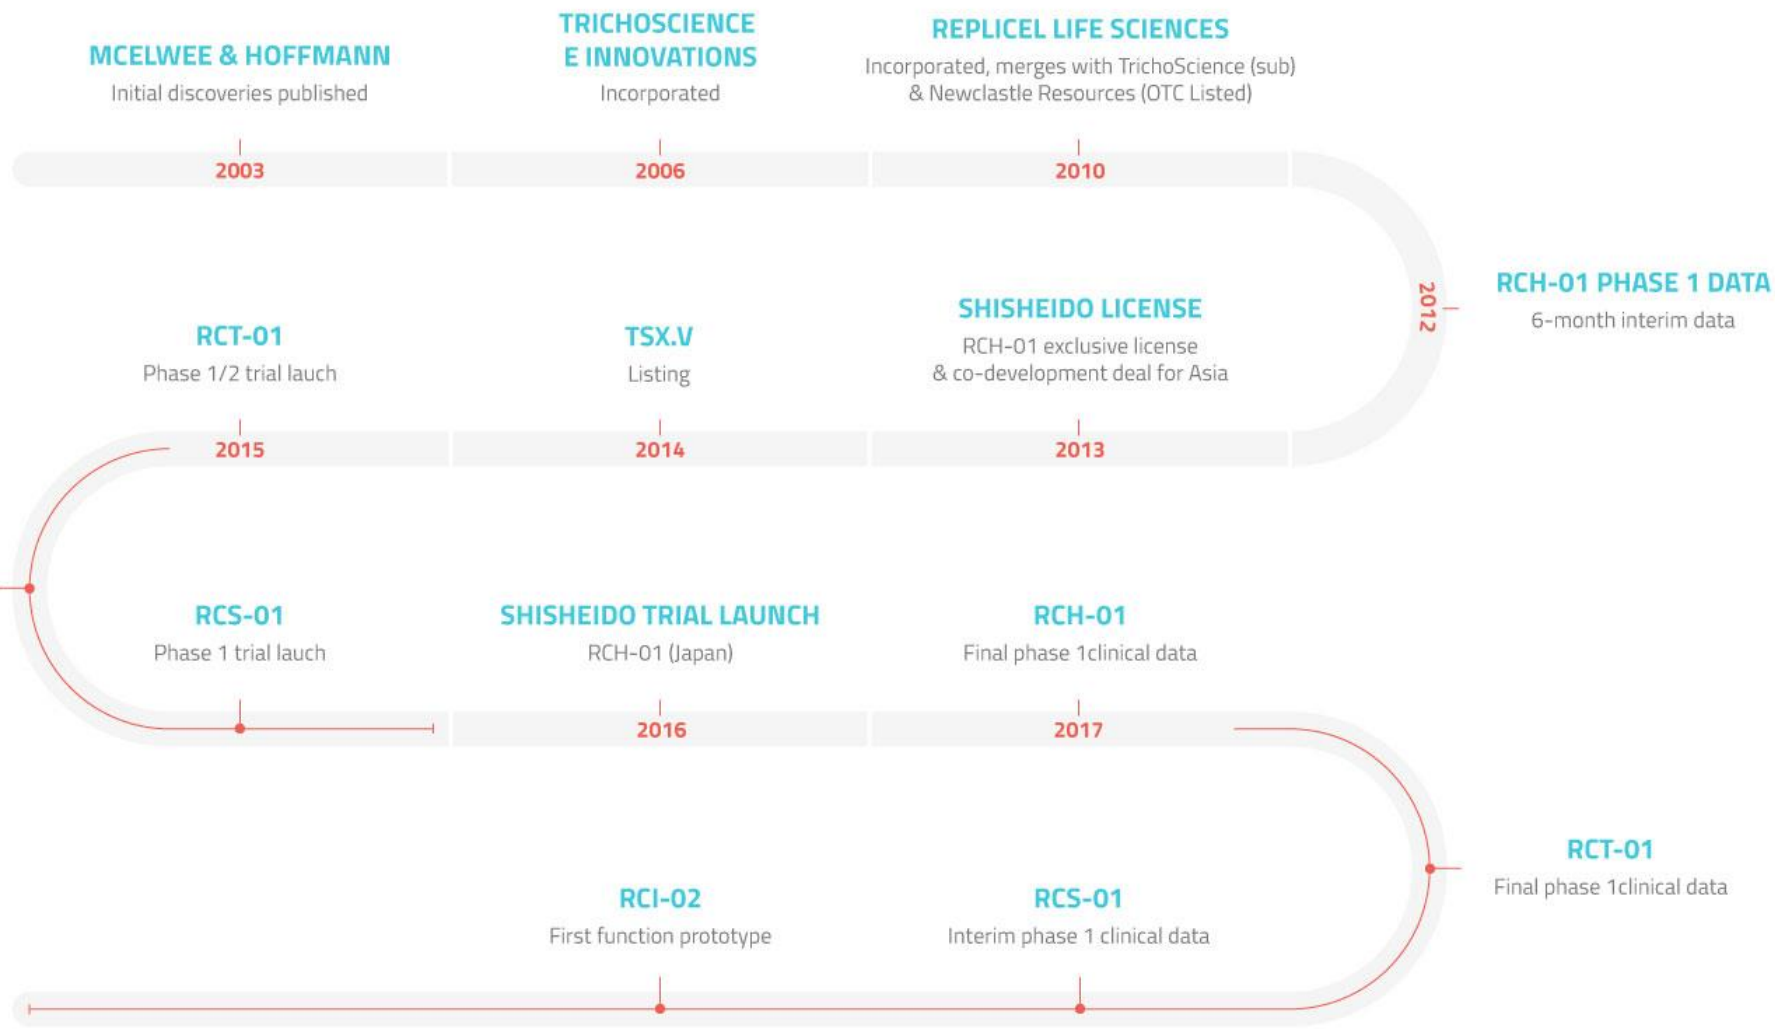 MCELWEE & HOFFMANN
Initial discoveries published
2003
TRICHOSCIENCE
E INNOVATIONS
Incorporated
2006
REPLICEL LIFE SCIENCES
Incorporated, merges with TrichoScience (sub)
& Newclastle Resources (OTC Listed)
2010
RCH-01 PHASE 1 DATA
6-month interim data
2012
SHISHEIDO LICENSE
RCH-01 exclusive license
& co-development deal for Asia
2013
TSX.V
Listing
2014
RCT-01
Phase 1/2 trial lauch
2015
RCS-01
Phase 1 trial lauch
SHISHEIDO TRIAL LAUNCH
RCH-01 (Japan)
2016
RCH-01
Final phase 1clinical data
2017
RCT-01
Final phase 1clinical data
RCS-01
Interim phase 1 clinical data
RCI-02
First function prototype